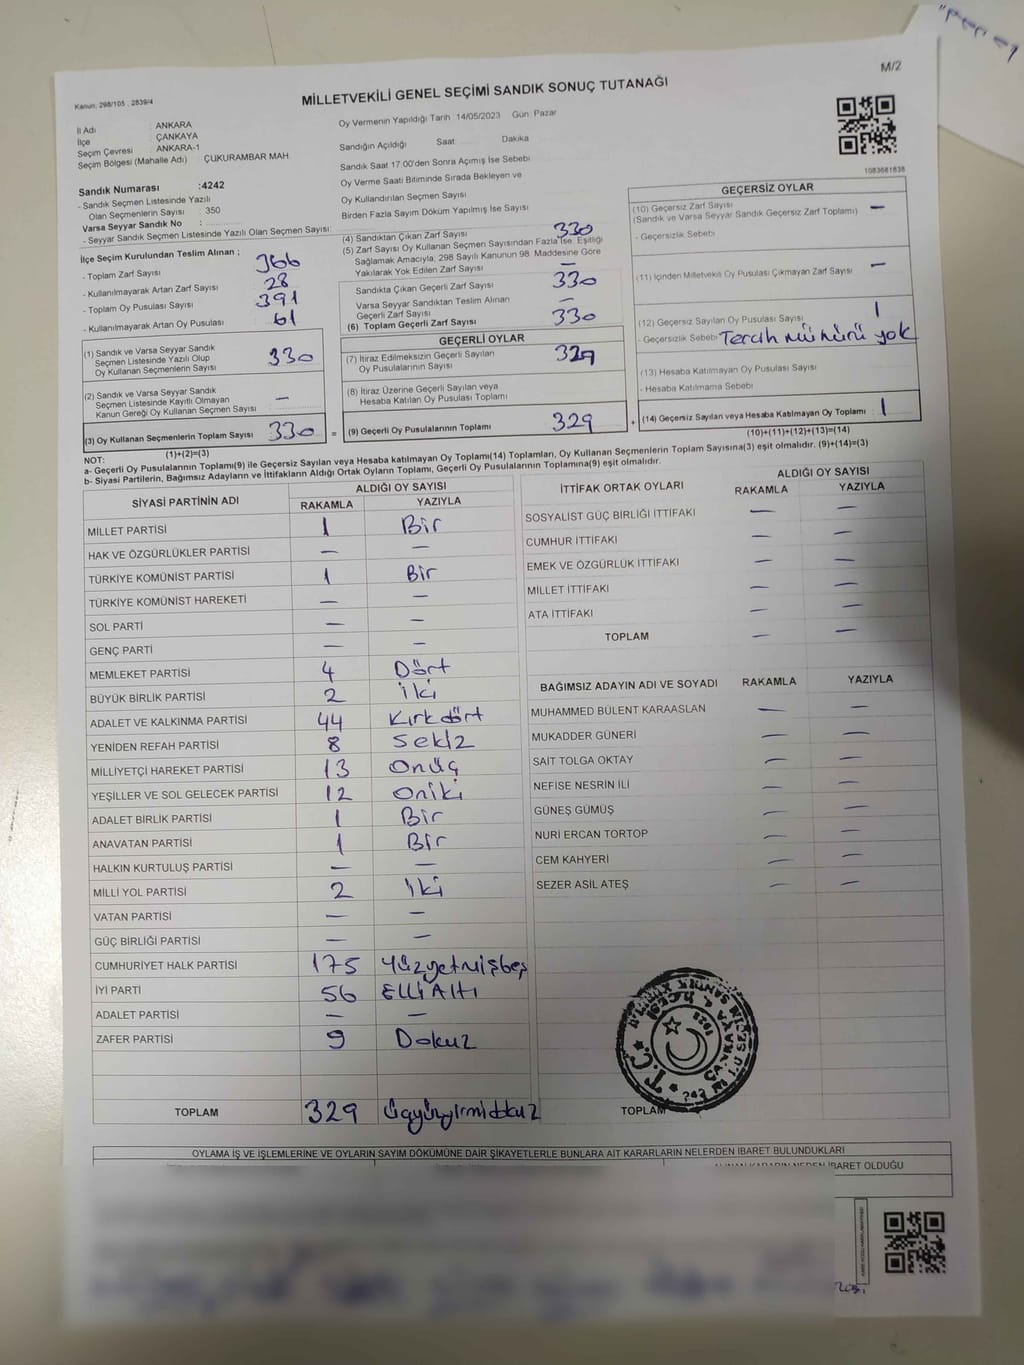 M/2
Kanun; 298/105 , 2839/4
MİLLETVEKİLİ GENEL SEÇİMİ SANDIK SONUÇ TUTANAĞI
İl Adı : ANKARA
İlçe : ÇANKAYA
Seçim Çevresi : ANKARA-1
Seçim Bölgesi (Mahalle Adı) : ÇUKURAMBAR MAH.
Sandık Numarası :4242
- Sandık Seçmen Listesinde Yazılı
Olan Seçmenlerin Sayısı : 350
Varsa Seyyar Sandık No :
- Seyyar Sandık Seçmen Listesinde Yazılı Olan Seçmen Sayısı:
Oy Vermenin Yapıldığı Tarih 14/05/2023 Gün Pazar
Sandığın Açıldığı Saat Dakika
Sandık Saat 17:00'den Sonra Açımış İse Sebebi
Oy Verme Saati Bitiminde Sırada Bekleyen ve
Oy Kullandırılan Seçmen Sayısı
Birden Fazla Sayım Döküm Yapılmış İse Sayısı
1083681638
İlçe Seçim Kurulundan Teslim Alınan ;
- Toplam Zarf Sayısı 366
- Kullanılmayarak Artan Zarf Sayısı 28
- Toplam Oy Pusulası Sayısı 391
- Kullanılmayarak Artan Oy Pusulası 61
(1) Sandık ve Varsa Seyyar Sandık
Seçmen Listesinde Yazılı Olup
Oy Kullanan Seçmenlerin Sayısı 330
(2) Sandık ve Varsa Seyyar Sandık
Seçmen Listesinde Kayıtlı Olmayan
Kanun Gereği Oy Kullanan Seçmen Sayısı —
(3) Oy Kullanan Seçmenlerin Toplam Sayısı 330
(1)+(2)=(3)
(4) Sandıktan Çıkan Zarf Sayısı 330
(5) Zarf Sayısı Oy Kullanan Seçmen Sayısından Fazla İse, Eşitliği
Sağlamak Amacıyla, 298 Sayılı Kanunun 98. Maddesine Göre
Yakılarak Yok Edilen Zarf Sayısı —
Sandıkta Çıkan Geçerli Zarf Sayısı 330
Varsa Seyyar Sandıktan Teslim Alınan
Geçerli Zarf Sayısı —
(6) Toplam Geçerli Zarf Sayısı 330
GEÇERLİ OYLAR
(7) İtiraz Edilmeksizin Geçerli Sayılan
Oy Pusulalarının Sayısı 329
(8) İtiraz Üzerine Geçerli Sayılan veya
Hesaba Katılan Oy Pusulası Toplamı
= (9) Geçerli Oy Pusulalarının Toplamı 329
GEÇERSİZ OYLAR
(10) Geçersiz Zarf Sayısı —
(Sandık ve Varsa Seyyar Sandık Geçersiz Zarf Toplamı)
- Geçersizlik Sebebi
(11) İçinden Milletvekili Oy Pusulası Çıkmayan Zarf Sayısı —
(12) Geçersiz Sayılan Oy Pusulası Sayısı 1
- Geçersizlik Sebebi Tercih mührü yok
(13) Hesaba Katılmayan Oy Pusulası Sayısı
- Hesaba Katılmama Sebebi
+ (14) Geçersiz Sayılan veya Hesaba Katılmayan Oy Toplamı 1
(10)+(11)+(12)+(13)=(14)
NOT:
a- Geçerli Oy Pusulalarının Toplamı(9) ile Geçersiz Sayılan veya Hesaba katılmayan Oy Toplamı(14) Toplamları, Oy Kullanan Seçmenlerin Toplam Sayısına(3) eşit olmalıdır. (9)+(14)=(3)
b- Siyasi Partilerin, Bağımsız Adayların ve İttifakların Aldığı Ortak Oyların Toplamı, Geçerli Oy Pusulalarının Toplamına(9) eşit olmalıdır.
SİYASİ PARTİNİN ADI ALDIĞI OY SAYISI
RAKAMLA YAZIYLA
MİLLET PARTİSİ 1 Bir
HAK VE ÖZGÜRLÜKLER PARTİSİ — —
TÜRKİYE KOMÜNİST PARTİSİ 1 Bir
TÜRKİYE KOMÜNİST HAREKETİ — —
SOL PARTİ — —
GENÇ PARTİ — —
MEMLEKET PARTİSİ 4 Dört
BÜYÜK BİRLİK PARTİSİ 2 iki
ADALET VE KALKINMA PARTİSİ 44 Kırkdört
YENİDEN REFAH PARTİSİ 8 Sekiz
MİLLİYETÇİ HAREKET PARTİSİ 13 Onüç
YEŞİLLER VE SOL GELECEK PARTİSİ 12 Oniki
ADALET BİRLİK PARTİSİ 1 Bir
ANAVATAN PARTİSİ 1 Bir
HALKIN KURTULUŞ PARTİSİ — —
MİLLİ YOL PARTİSİ 2 iki
VATAN PARTİSİ — —
GÜÇ BİRLİĞİ PARTİSİ — —
CUMHURİYET HALK PARTİSİ 175 Yüzyetmişbeş
İYİ PARTİ 56 Elli Altı
ADALET PARTİSİ — —
ZAFER PARTİSİ 9 Dokuz
TOPLAM 329 üçyüzyirmidokuz
İTTİFAK ORTAK OYLARI ALDIĞI OY SAYISI
RAKAMLA YAZIYLA
SOSYALİST GÜÇ BİRLİĞİ İTTİFAKI — —
CUMHUR İTTİFAKI — —
EMEK VE ÖZGÜRLÜK İTTİFAKI — —
MİLLET İTTİFAKI — —
ATA İTTİFAKI — —
TOPLAM — —
BAĞIMSIZ ADAYIN ADI VE SOYADI RAKAMLA YAZIYLA
MUHAMMED BÜLENT KARAASLAN — —
MUKADDER GÜNERİ — —
SAİT TOLGA OKTAY — —
NEFİSE NESRİN İLİ — —
GÜNEŞ GÜMÜŞ — —
NURİ ERCAN TORTOP — —
CEM KAHYERİ — —
SEZER ASİL ATEŞ — —
TOPLAM
T.C.
OYLAMA İŞ VE İŞLEMLERİNE VE OYLARIN SAYIM DÖKÜMÜNE DAİR ŞİKAYETLERLE BUNLARA AİT KARARLARIN NELERDEN İBARET BULUNDUKLARI
ALINAN KARARIN NEDEN İBARET OLDUĞU